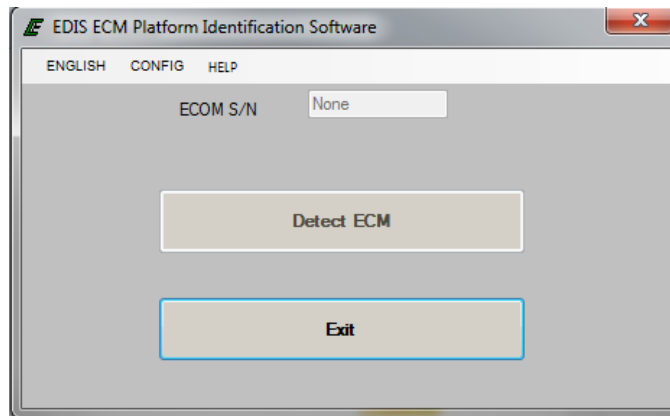 EDIS ECM Platform Identification Software
ENGLISH CONFIG HELP
ECOM S/N None
Detect ECM
Exit